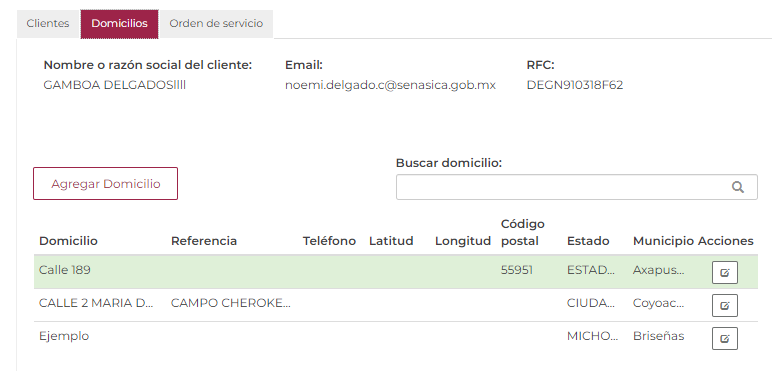 Clientes Domicilios Orden de servicio
Nombre o razón social del cliente: Email: RFC:
GAMBOA DELGADOSllll noemi.delgado.c@senasica.gob.mx DEGN910318F62
Buscar domicilio:
Agregar Domicilio
Domicilio Referencia Teléfono Latitud Longitud Código postal Estado Municipio Acciones
Calle 189 55951 ESTAD... Axapus...
CALLE 2 MARIA D... CAMPO CHEROKE... CIUDA... Coyoac...
Ejemplo MICHO... Briseñas